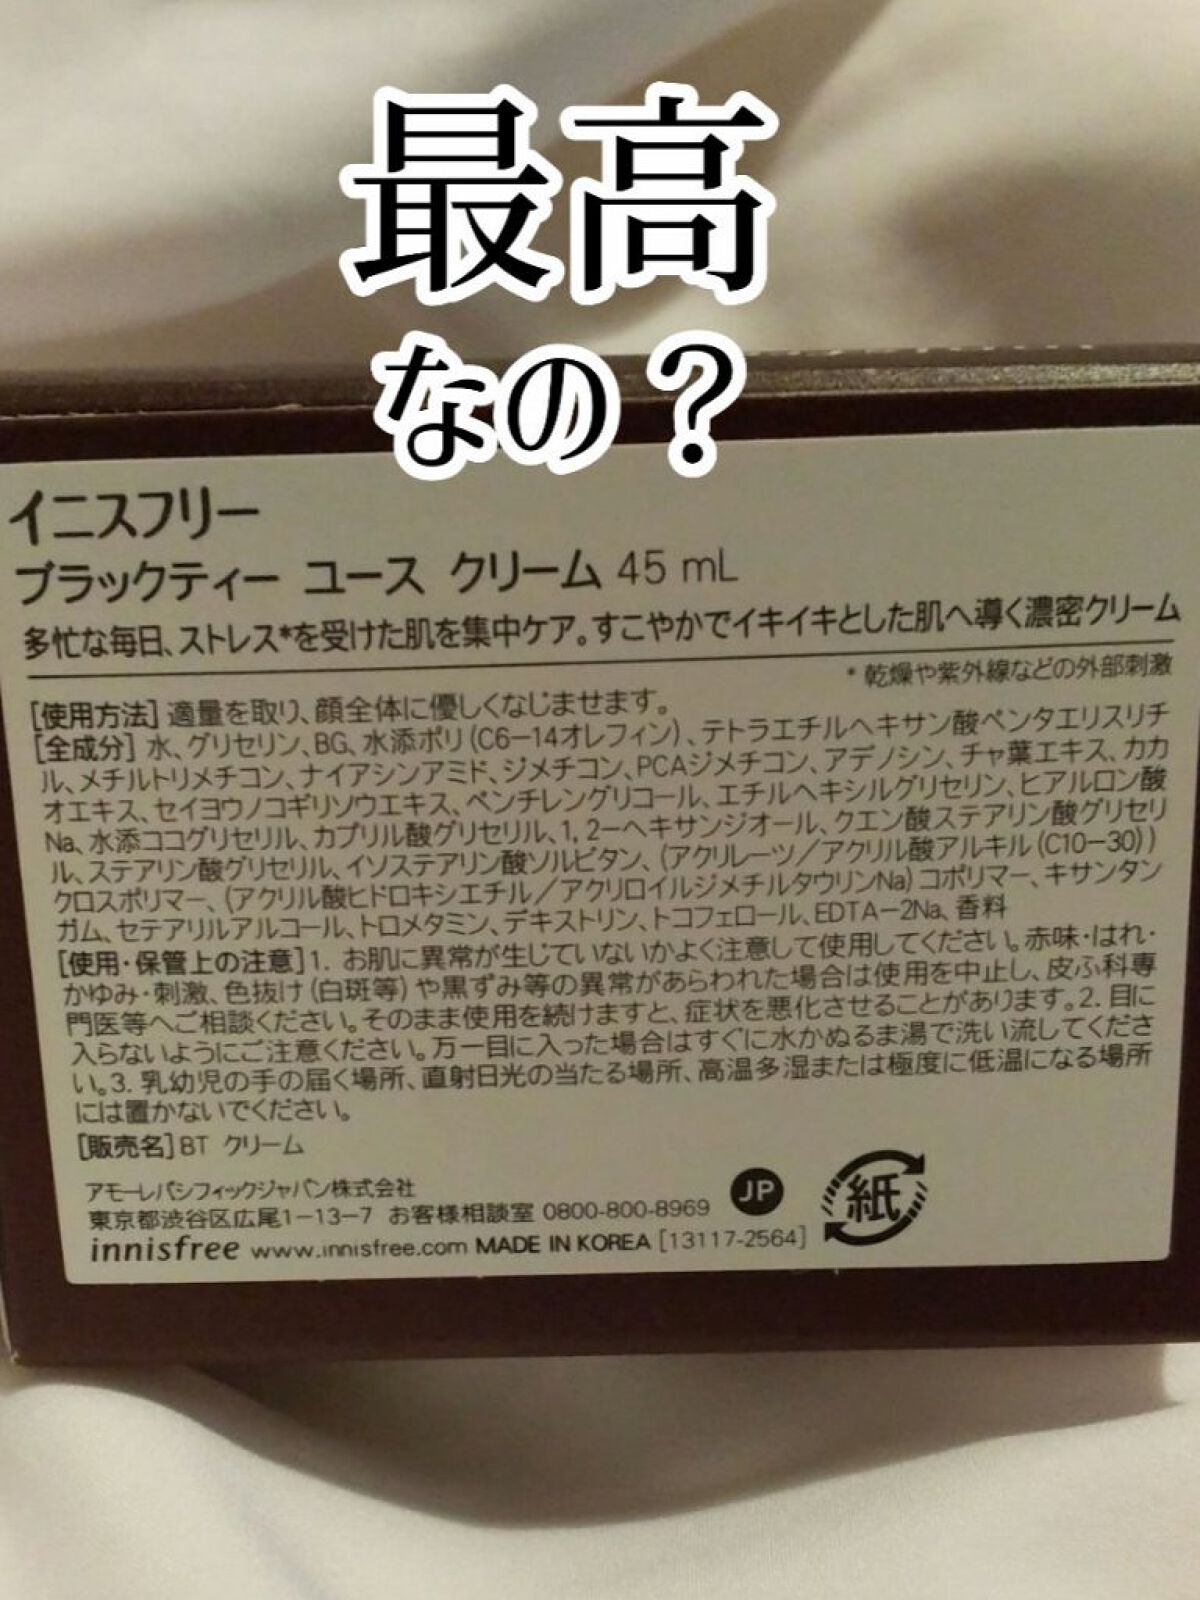 最高
なの?
イニスフリー
ブラックティー ユース クリーム 45 mL
多忙な毎日、ストレス*を受けた肌を集中ケア。すこやかでイキイキとした肌へ導く濃密クリーム
* 乾燥や紫外線などの外部刺激
[使用方法] 適量を取り、顔全体に優しくなじませます。
[全成分] 水、グリセリン、BG、水添ポリ(C6-14オレフィン)、テトラエチルヘキサン酸ペンタエリスリチ
ル、メチルトリメチコン、ナイアシンアミド、ジメチコン、PCAジメチコン、アデノシン、チャ葉エキス、カカ
オエキス、セイヨウノコギリソウエキス、ペンチレングリコール、エチルヘキシルグリセリン、ヒアルロン酸
Na、水添ココグリセリル、カプリル酸グリセリル、1,2-ヘキサンジオール、クエン酸ステアリン酸グリセリ
ル、ステアリン酸グリセリル、イソステアリン酸ソルビタン、(アクリルーツ/アクリル酸アルキル(C10-30))
クロスポリマー、(アクリル酸ヒドロキシエチル/アクリロイルジメチルタウリンNa)コポリマー、キサンタン
ガム、セテアリルアルコール、トロメタミン、デキストリン、トコフェロール、EDTA-2Na、香料
[使用・保管上の注意] 1. お肌に異常が生じていないかよく注意して使用してください。赤味・はれ・
かゆみ・刺激、色抜け(白斑等)や黒ずみ等の異常があらわれた場合は使用を中止し、皮ふ科専
門医等へご相談ください。そのまま使用を続けますと、症状を悪化させることがあります。2. 目に
入らないようにご注意ください。万一目に入った場合はすぐに水かぬるま湯で洗い流してくださ
い。3. 乳幼児の手の届く場所、直射日光の当たる場所、高温多湿または極度に低温になる場所
には置かないでください。
[販売名] BT クリーム
アモーレパシフィックジャパン株式会社
東京都渋谷区広尾1-13-7 お客様相談室 0800-800-8969
JP
紙
innisfree www.innisfree.com MADE IN KOREA [13117-2564]